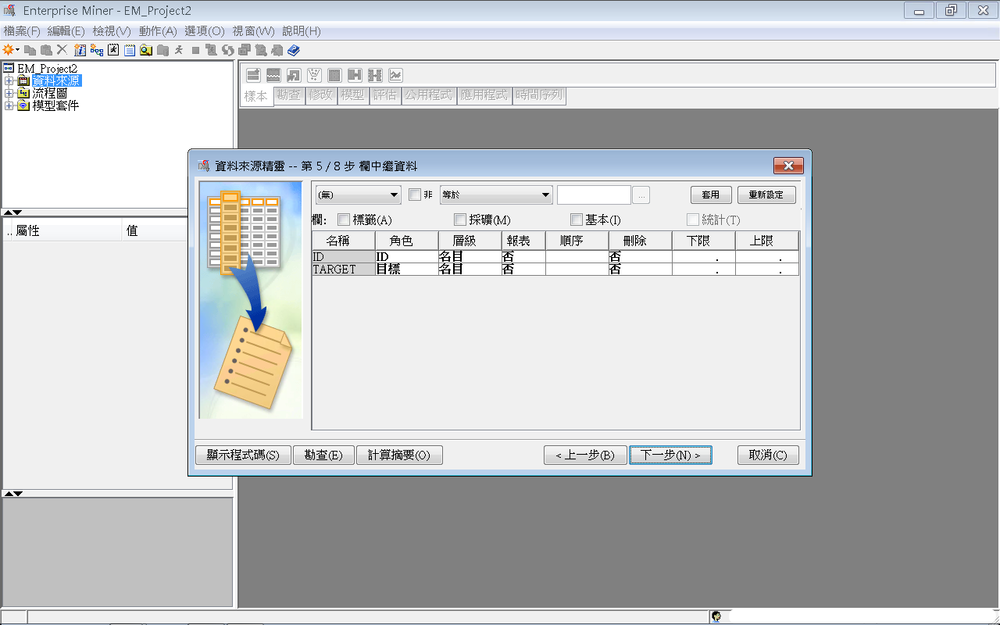 Enterprise Miner - EM_Project2
檔案(F) 編輯(E) 檢視(V) 動作(A) 選項(O) 視窗(W) 說明(H)
EM_Project2
資料來源
流程圖
模型套件
樣本 勘查 修改 模型 評估 公用程式 應用程式 時間序列
.. 屬性 值
資料來源精靈 -- 第 5 / 8 步 欄中繼資料
(無) 非 等於 ... 套用 重新設定
欄: 標籤(A) 採礦(M) 基本(I) 統計(T)
名稱 角色 層級 報表 順序 刪除 下限 上限
ID ID 名目 否 否 . .
TARGET 目標 名目 否 否 . .
顯示程式碼(S) 勘查(E) 計算摘要(O) < 上一步(B) 下一步(N) > 取消(C)